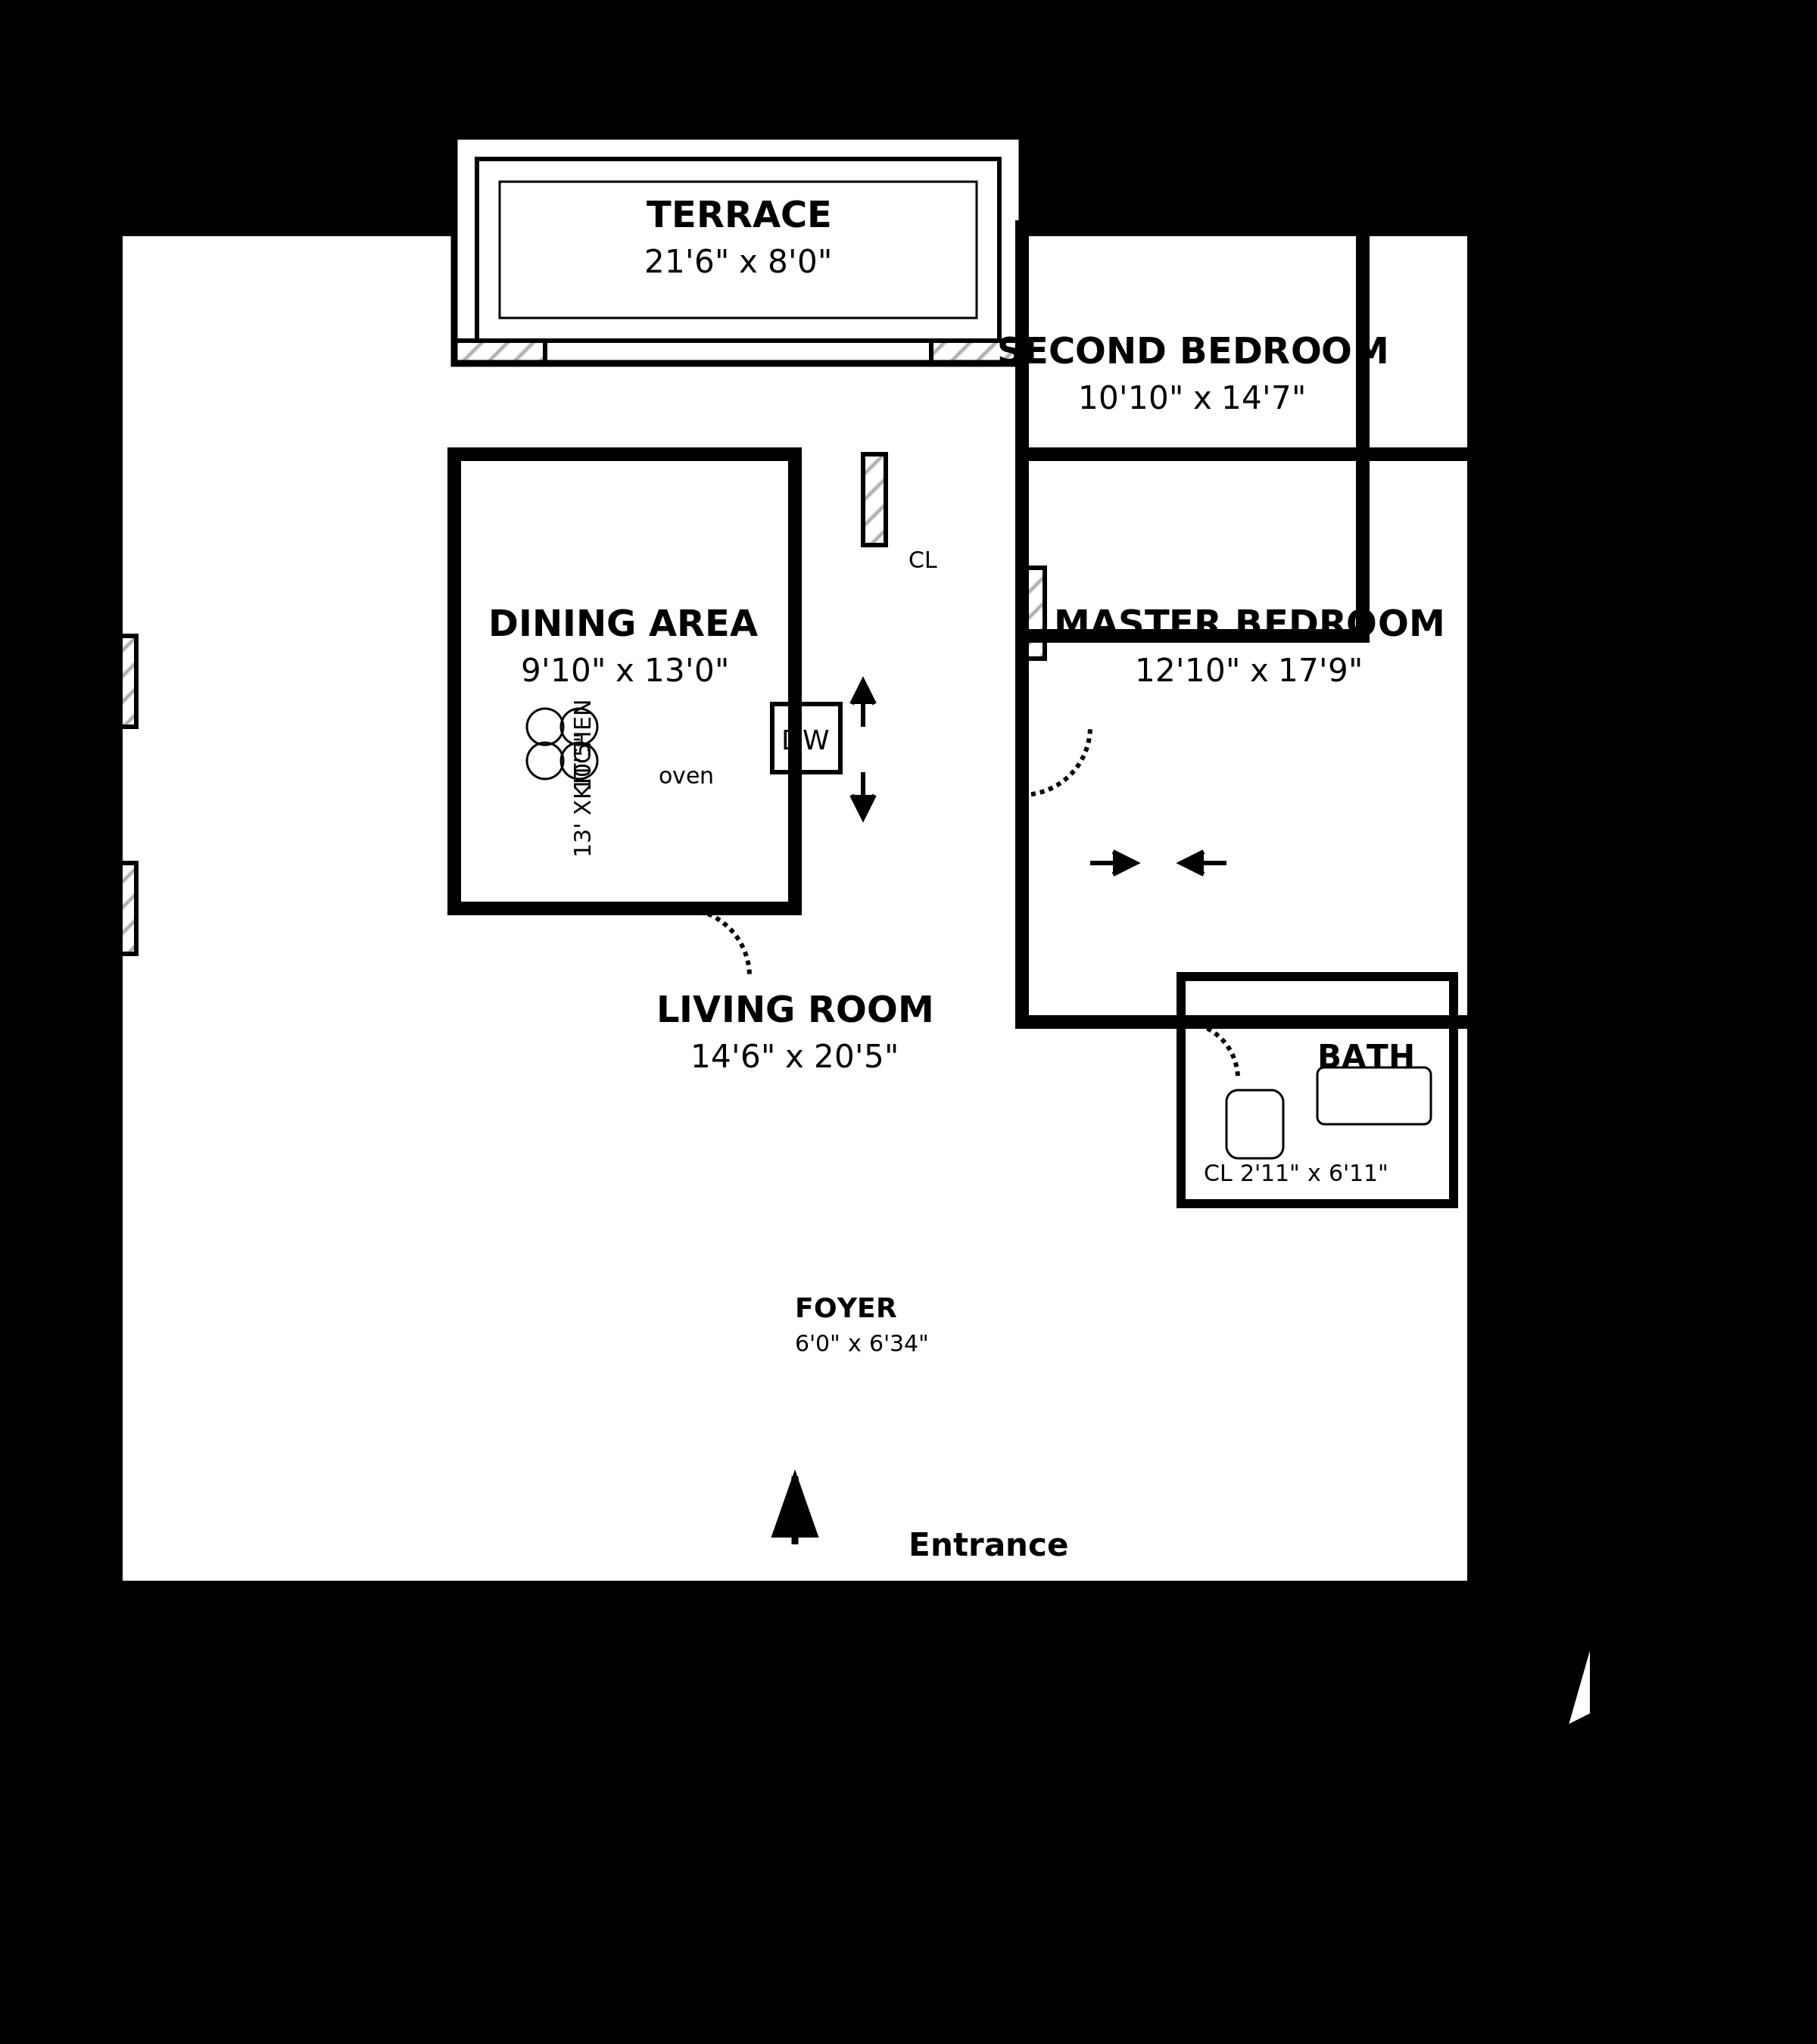 TERRACE
21'6" x 8'0"
SECOND BEDROOM
10'10" x 14'7"
CL
DINING AREA
9'10" x 13'0"
MASTER BEDROOM
12'10" x 17'9"
KITCHEN
13' X 10'5"
DW
oven
LIVING ROOM
14'6" x 20'5"
BATH
CL 2'11" x 6'11"
FOYER
6'0" x 6'34"
Entrance